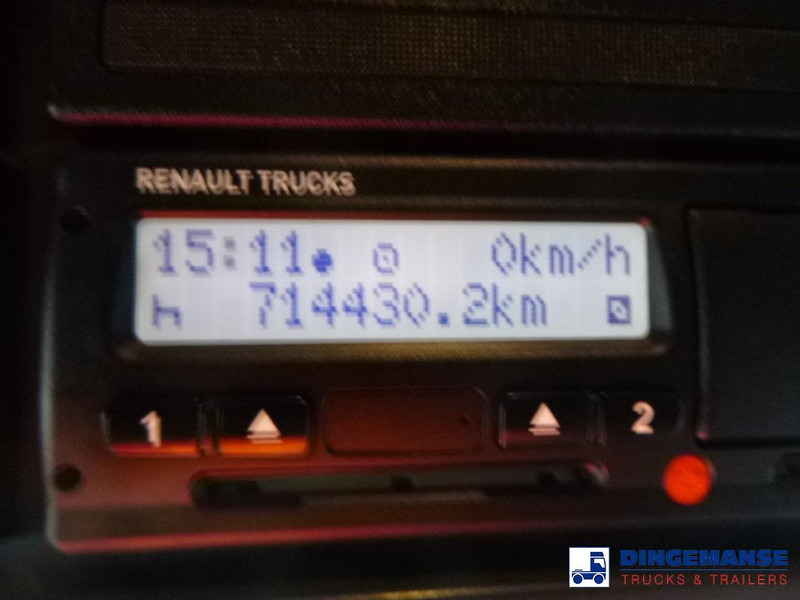 RENAULT TRUCKS
15:11 0km/h
714430.2km
1 2
DINGEMANSE
TRUCKS & TRAILERS